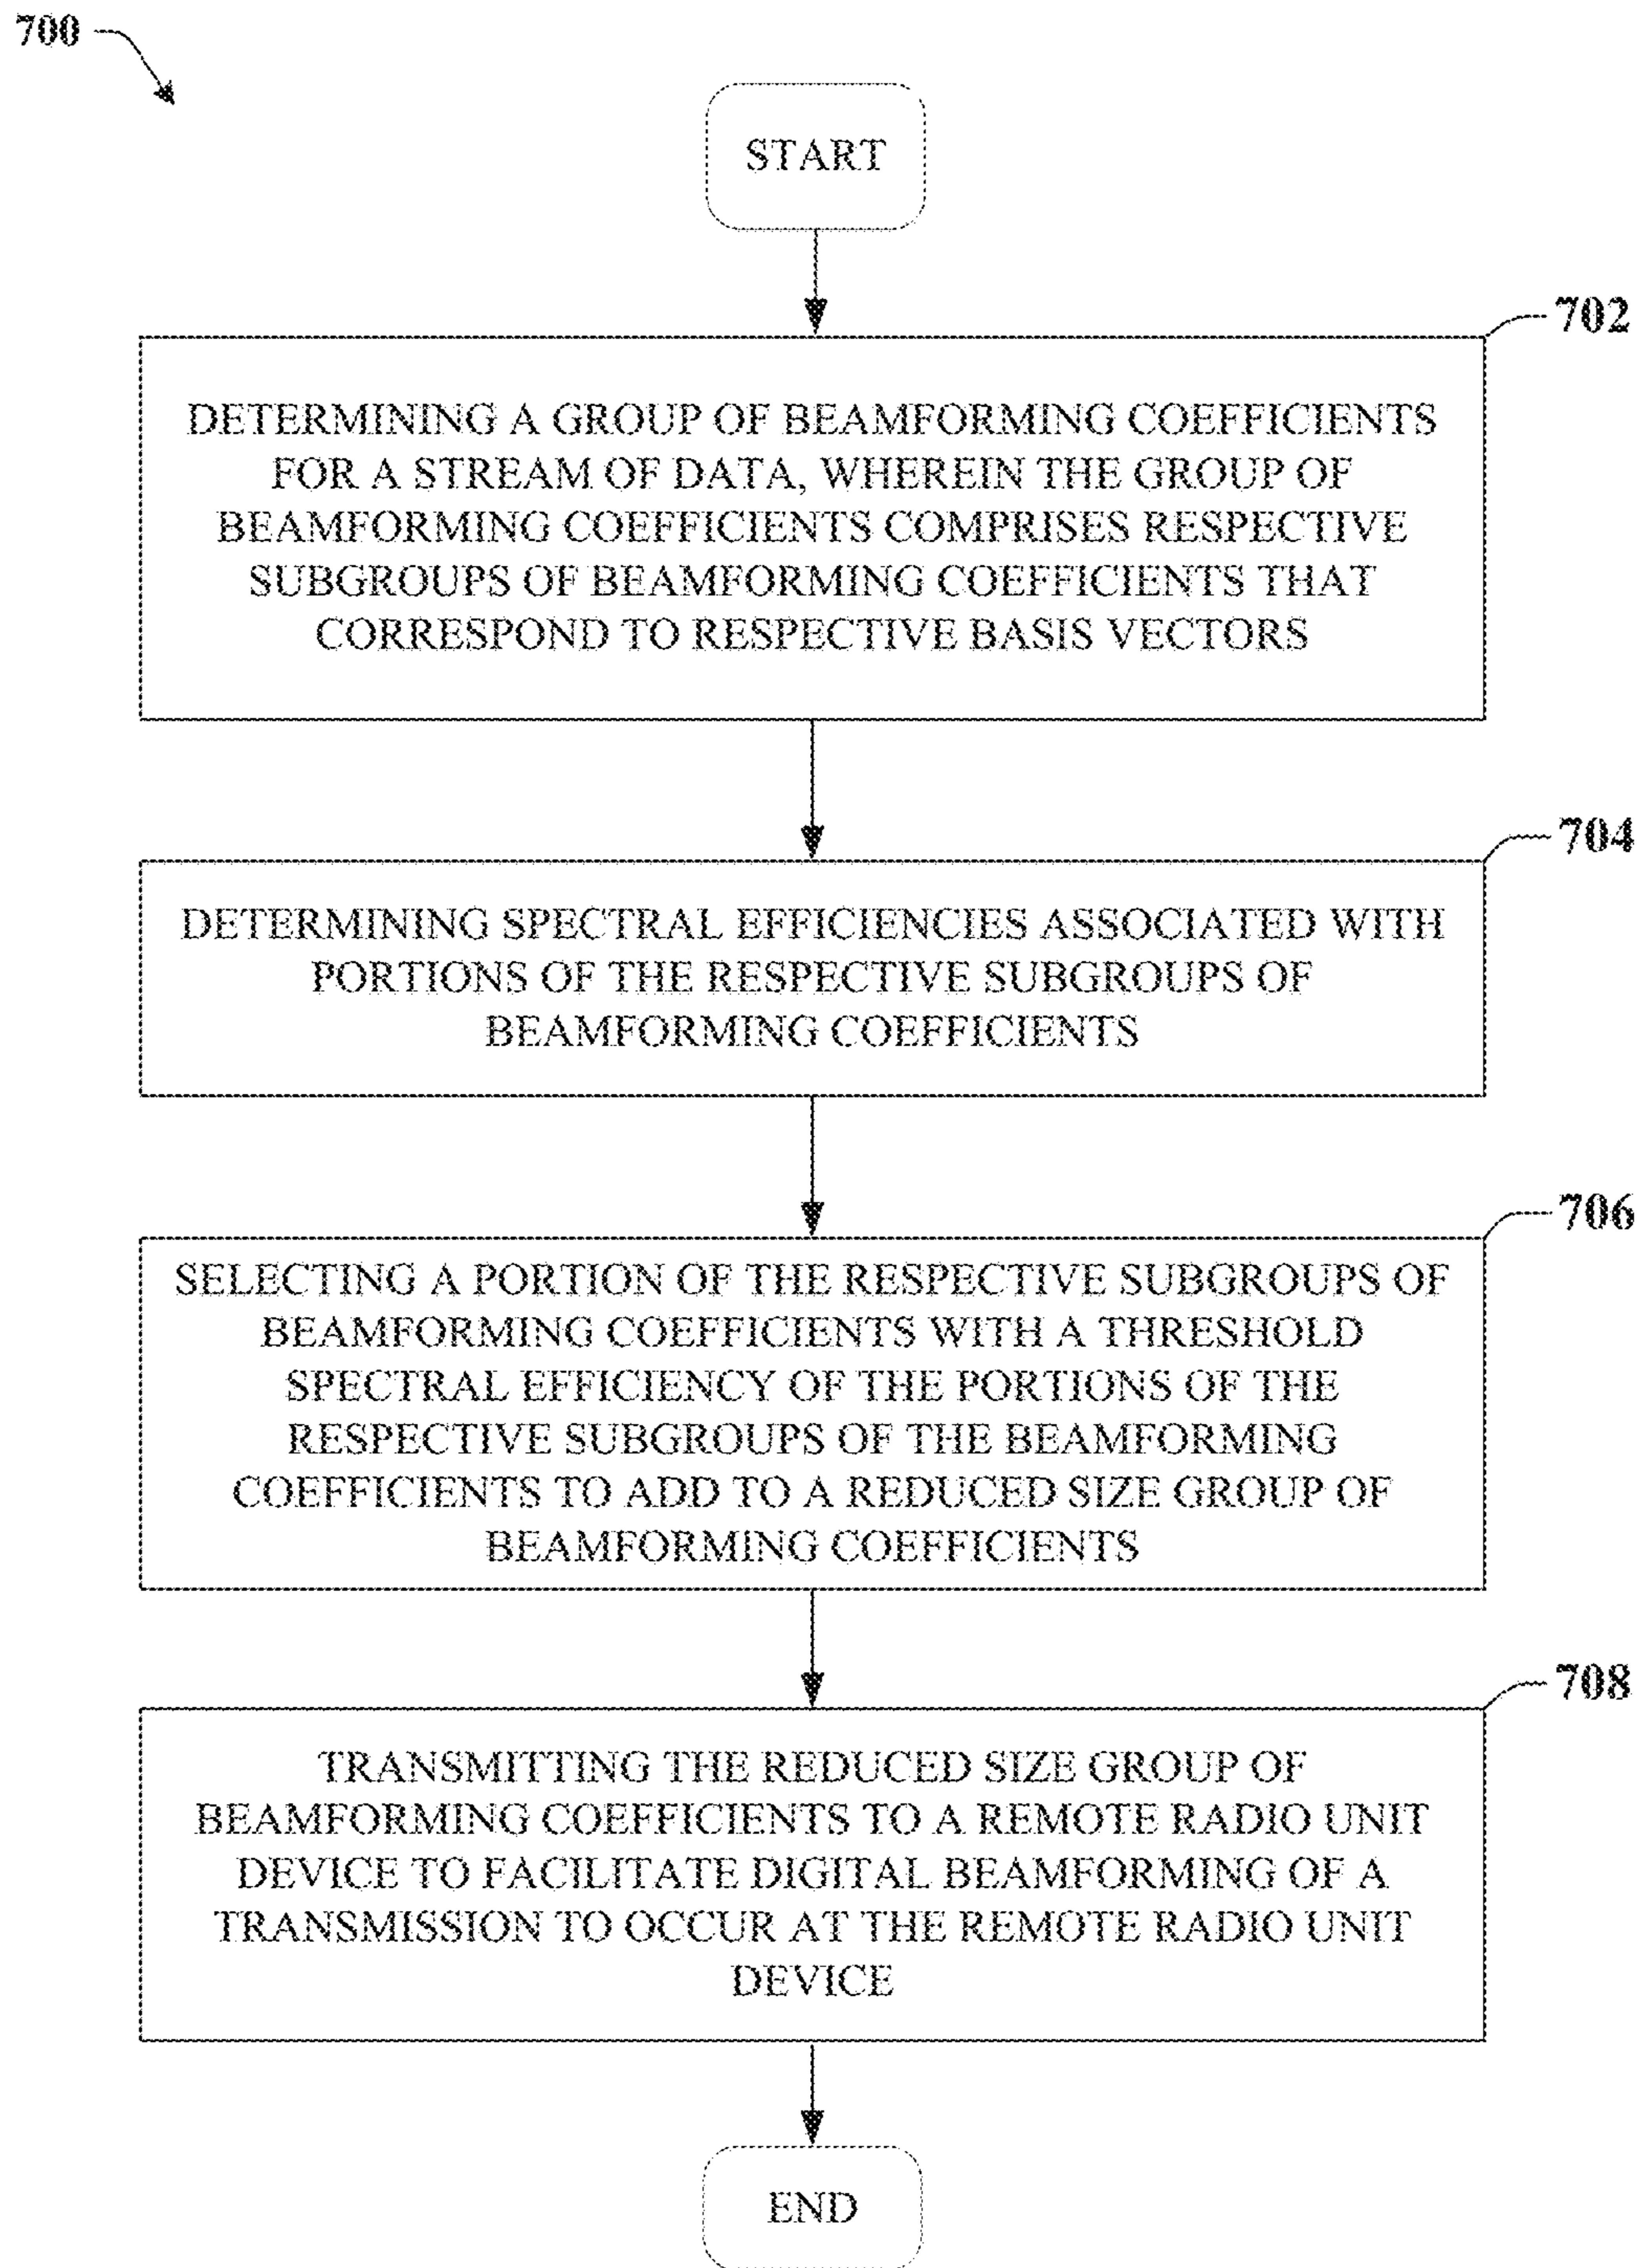 700
START
702
DETERMINING A GROUP OF BEAMFORMING COEFFICIENTS
FOR A STREAM OF DATA, WHEREIN THE GROUP OF
BEAMFORMING COEFFICIENTS COMPRISES RESPECTIVE
SUBGROUPS OF BEAMFORMING COEFFICIENTS THAT
CORRESPOND TO RESPECTIVE BASIS VECTORS
704
DETERMINING SPECTRAL EFFICIENCIES ASSOCIATED WITH
PORTIONS OF THE RESPECTIVE SUBGROUPS OF
BEAMFORMING COEFFICIENTS
706
SELECTING A PORTION OF THE RESPECTIVE SUBGROUPS OF
BEAMFORMING COEFFICIENTS WITH A THRESHOLD
SPECTRAL EFFICIENCY OF THE PORTIONS OF THE
RESPECTIVE SUBGROUPS OF THE BEAMFORMING
COEFFICIENTS TO ADD TO A REDUCED SIZE GROUP OF
BEAMFORMING COEFFICIENTS
708
TRANSMITTING THE REDUCED SIZE GROUP OF
BEAMFORMING COEFFICIENTS TO A REMOTE RADIO UNIT
DEVICE TO FACILITATE DIGITAL BEAMFORMING OF A
TRANSMISSION TO OCCUR AT THE REMOTE RADIO UNIT
DEVICE
END